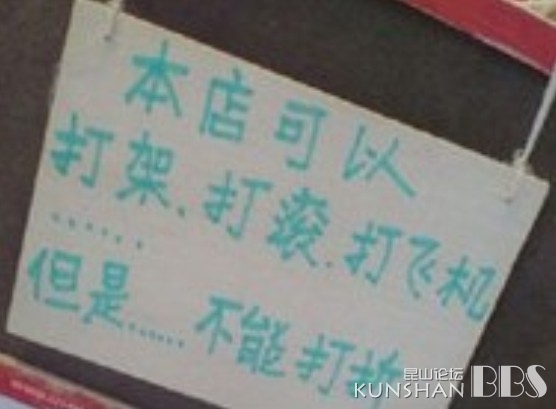 本店可以
打架、打滚、打飞机
......
但是......不能打折
昆山论坛
KUNSHAN BBS